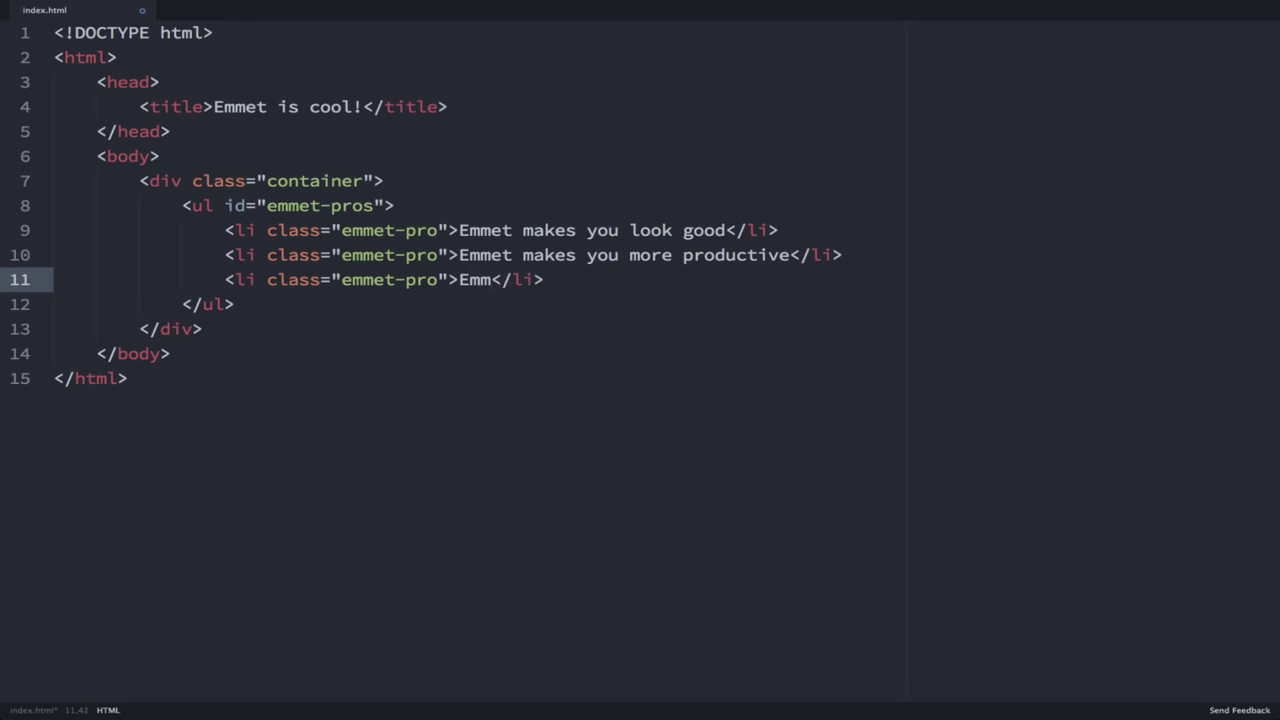 index.html
1 <!DOCTYPE html>
2 <html>
3 <head>
4 <title>Emmet is cool!</title>
5 </head>
6 <body>
7 <div class="container">
8 <ul id="emmet-pros">
9 <li class="emmet-pro">Emmet makes you look good</li>
10 <li class="emmet-pro">Emmet makes you more productive</li>
11 <li class="emmet-pro">Emm</li>
12 </ul>
13 </div>
14 </body>
15 </html>
index.html* 11,42 HTML Send Feedback